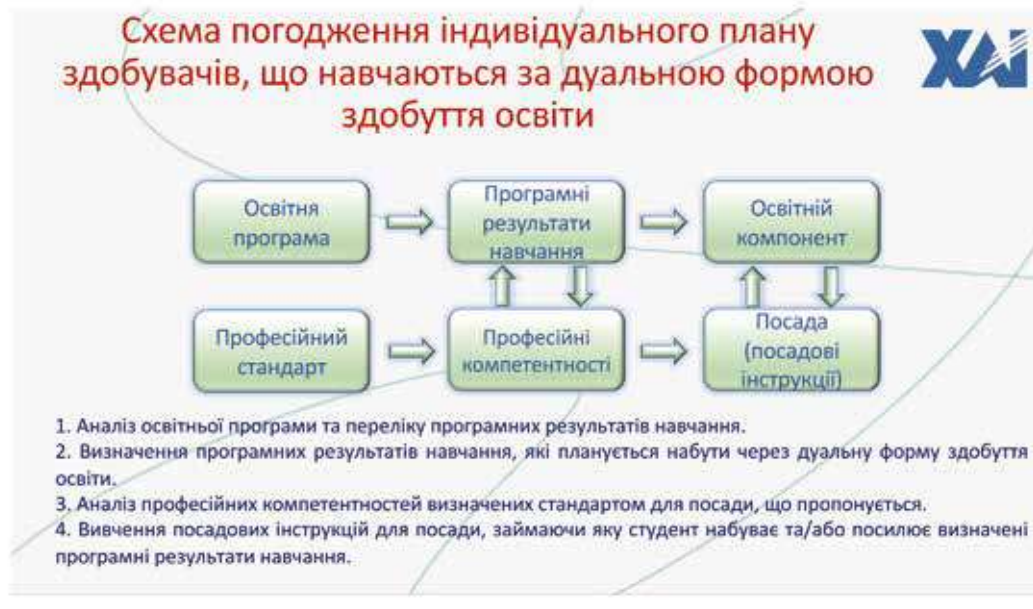 Схема погодження індивідуального плану
здобувачів, що навчаються за дуальною формою
здобуття освіти
ХАІ
Освітня
програма
Програмні
результати
навчання
Освітній
компонент
Професійний
стандарт
Професійні
компетентності
Посада
(посадові
інструкції)
1. Аналіз освітньої програми та переліку програмних результатів навчання.
2. Визначення програмних результатів навчання, які планується набути через дуальну форму здобуття
освіти.
3. Аналіз професійних компетентностей визначених стандартом для посади, що пропонується.
4. Вивчення посадових інструкцій для посади, займаючи яку студент набуває та/або посилює визначені
програмні результати навчання.